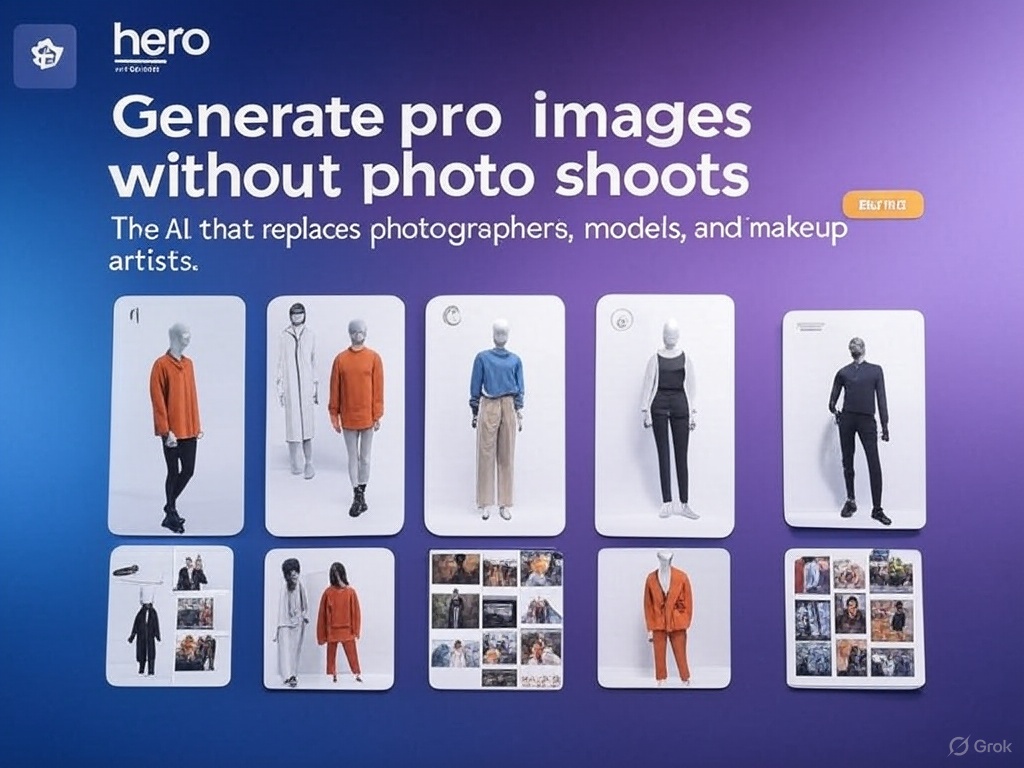 hero
Generate pro images
without photo shoots
The AI. that replaces photographers, models, and makeup
artists.
Grok